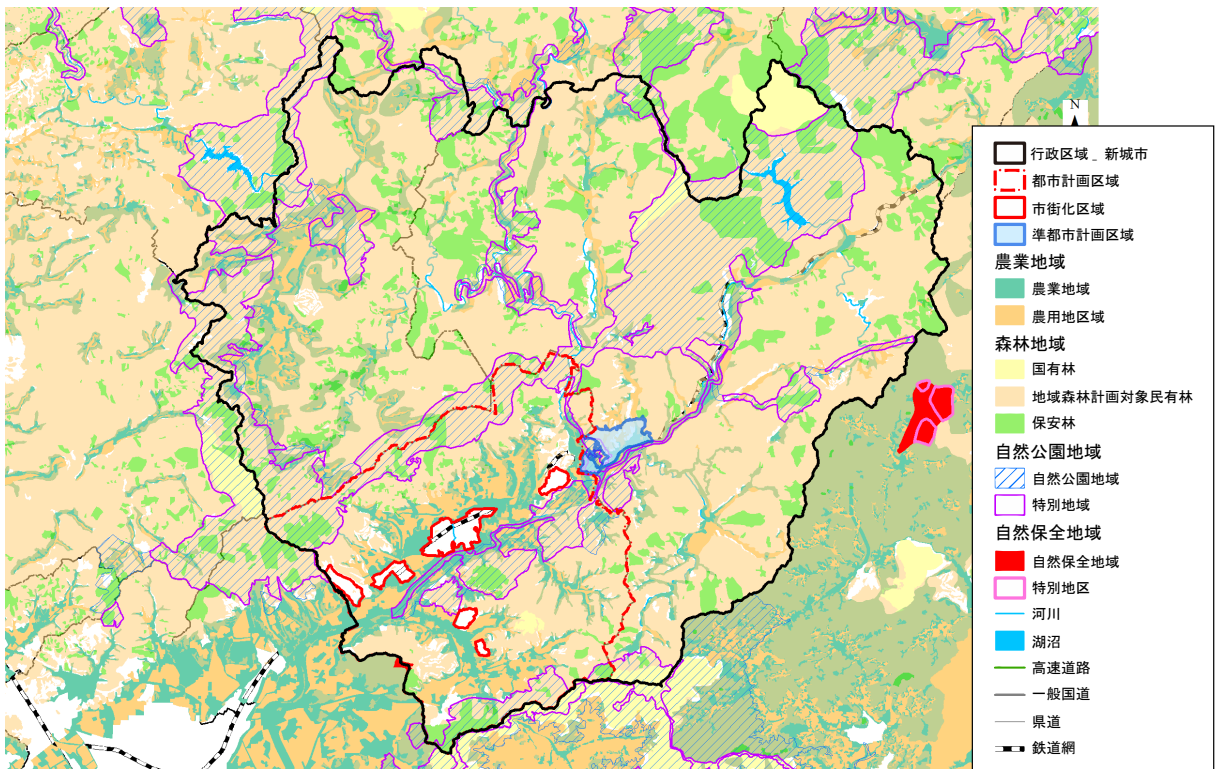 N
行政区域_新城市
都市計画区域
市街化区域
準都市計画区域
農業地域
農業地域
農用地区域
森林地域
国有林
地域森林計画対象民有林
保安林
自然公園地域
自然公園地域
特別地域
自然保全地域
自然保全地域
特別地区
河川
湖沼
高速道路
一般国道
県道
鉄道網